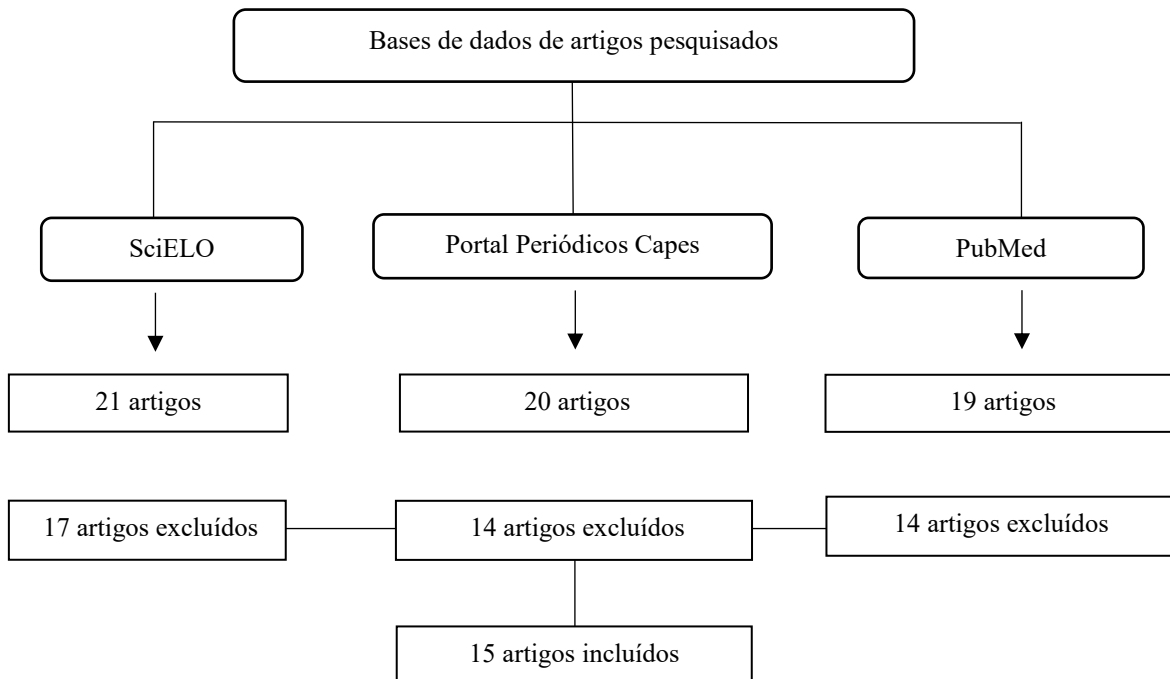 Bases de dados de artigos pesquisados
SciELO
Portal Periódicos Capes
PubMed
21 artigos
20 artigos
19 artigos
17 artigos excluídos
14 artigos excluídos
14 artigos excluídos
15 artigos incluídos